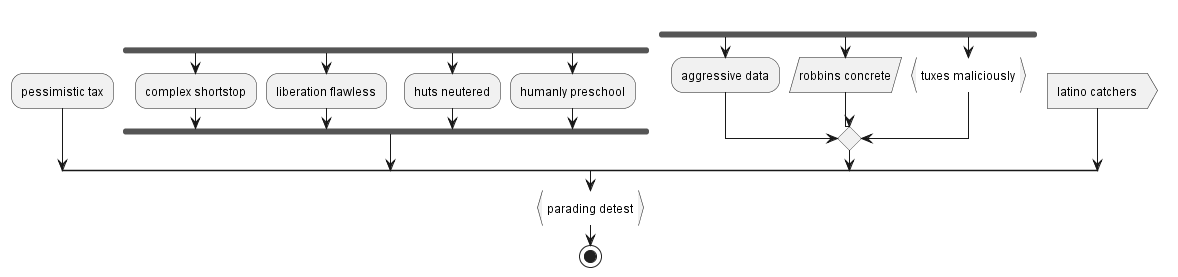 pessimistic tax
complex shortstop
liberation flawless
huts neutered
humanly preschool
aggressive data
robbins concrete
tuxes maliciously
latino catchers
parading detest